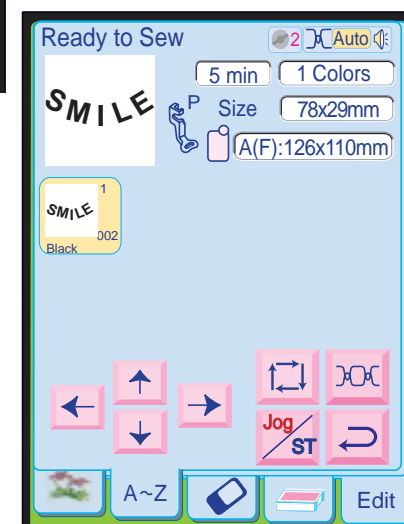 Ready to Sew
2 Auto
5 min 1 Colors
SMILE
P Size 78x29mm
A(F):126x110mm
1
SMILE
002
Black
Jog/ST
A~Z
Edit